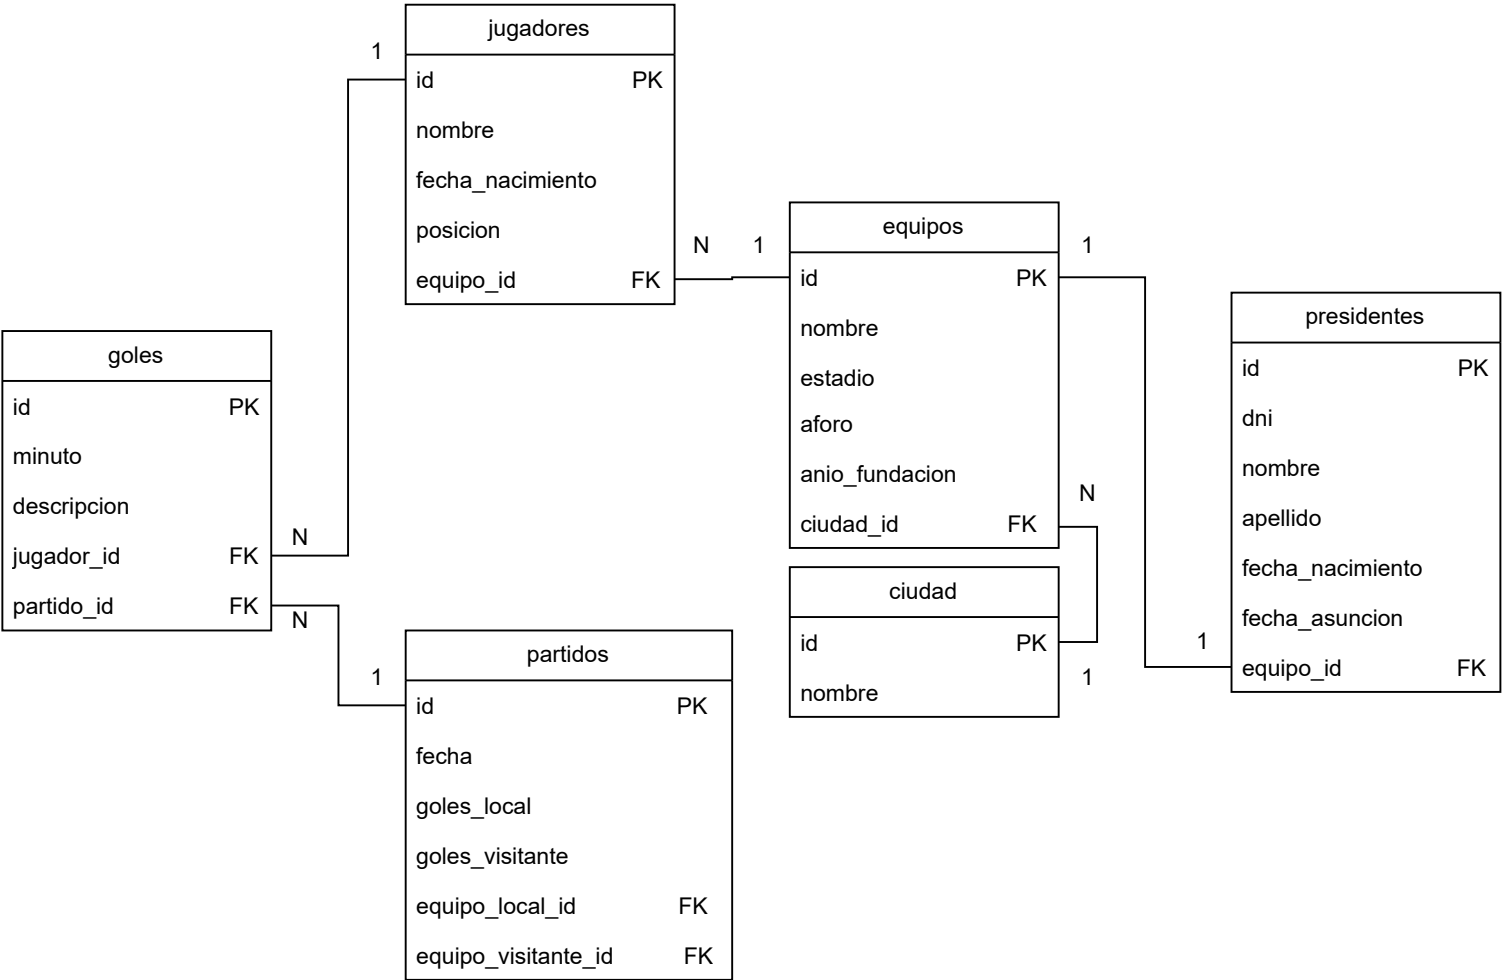 jugadores
1
id PK
nombre
fecha_nacimiento
posicion
equipo_id FK
N 1
equipos
1
id PK
nombre
estadio
aforo
anio_fundacion
N
ciudad_id FK
presidentes
id PK
dni
nombre
apellido
fecha_nacimiento
fecha_asuncion
1
equipo_id FK
goles
id PK
minuto
descripcion
N
jugador_id FK
partido_id FK
N
ciudad
id PK
1
nombre
partidos
1
id PK
fecha
goles_local
goles_visitante
equipo_local_id FK
equipo_visitante_id FK